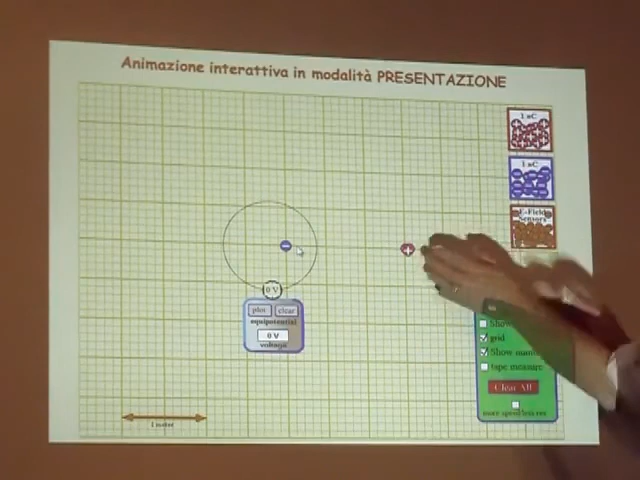 Animazione interattiva in modalità PRESENTAZIONE
1 nC
1 nC
E-Field
Sensors
0 V
plot clear
equipotential
0 V
voltage
grid
Show
tape measure
Clear All
1 meter